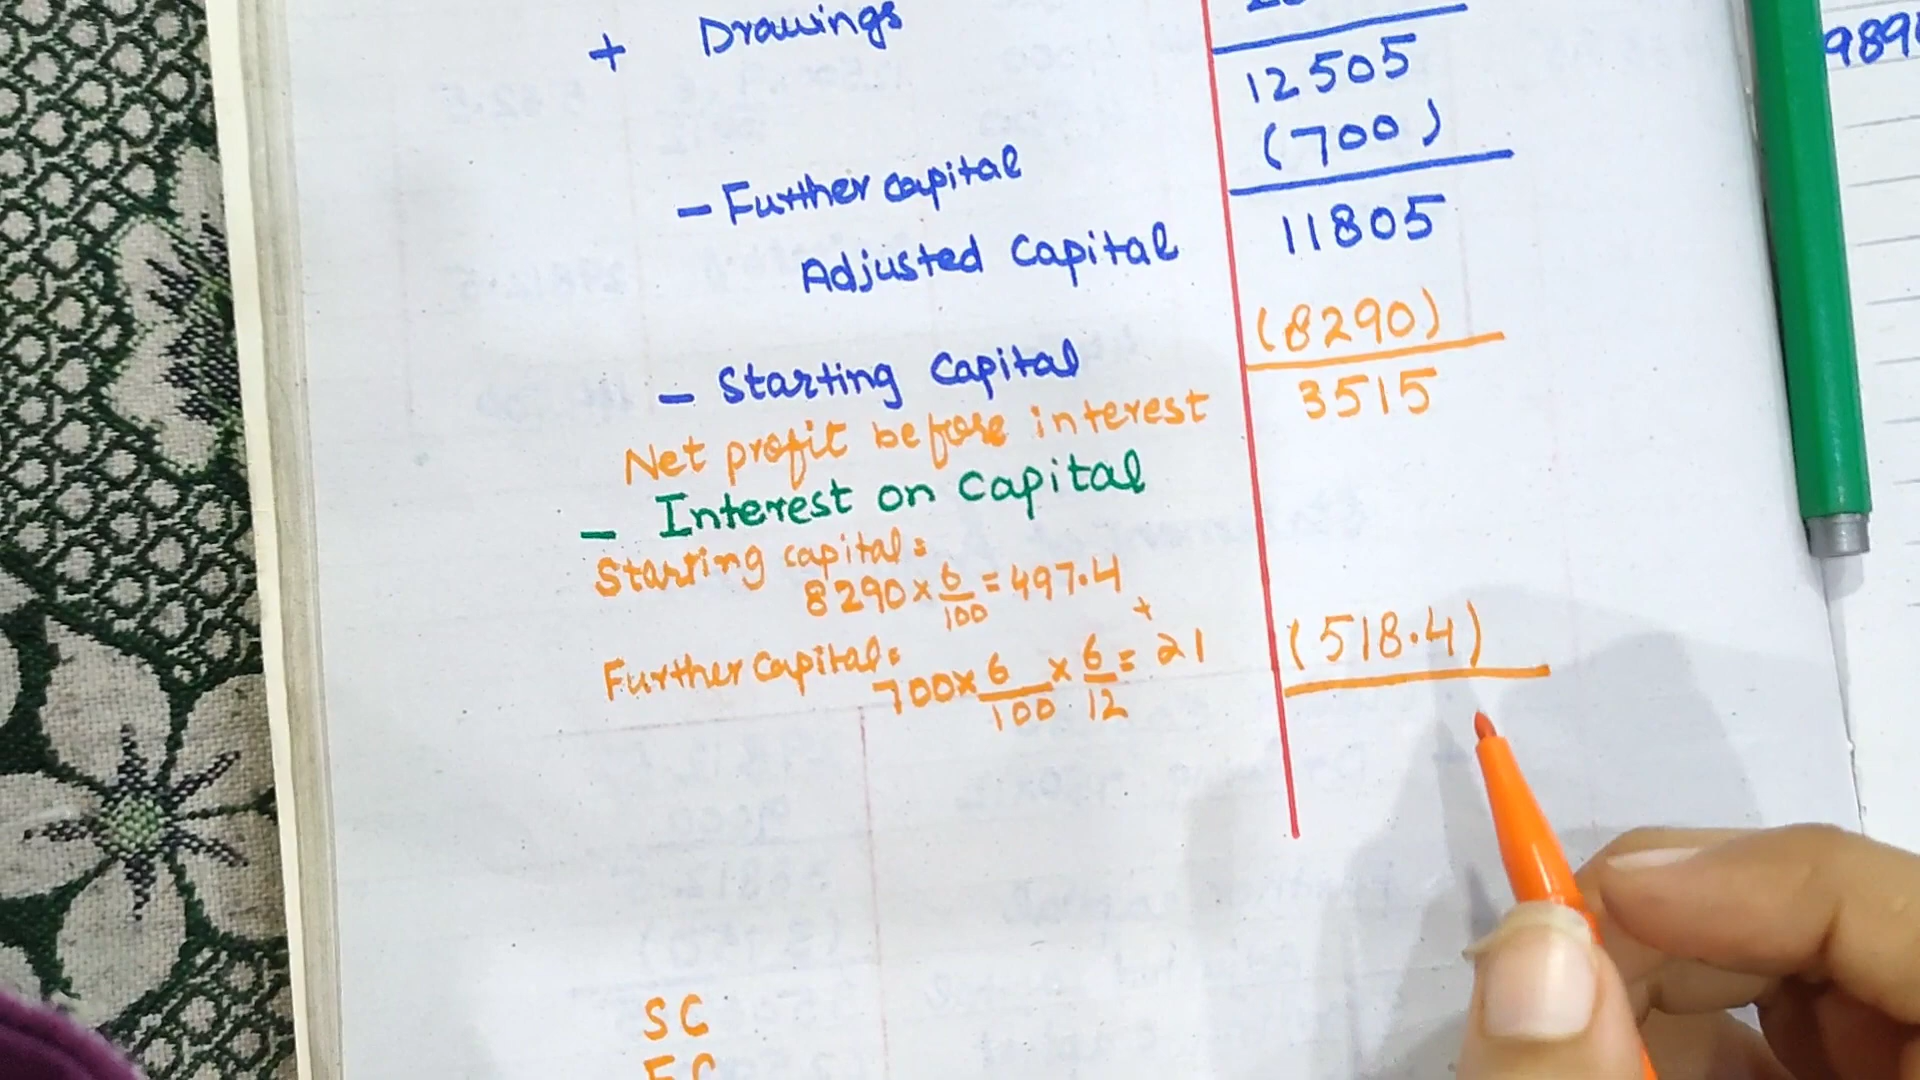 + Drawings
12505
- Further capital (700)
Adjusted Capital 11805
- Starting Capital (8290)
Net profit before interest 3515
- Interest on Capital
Starting capital=
8290×6/100=497.4
+
Further Capital=
700×6/100×6/12=21 (518.4)
SC
FC